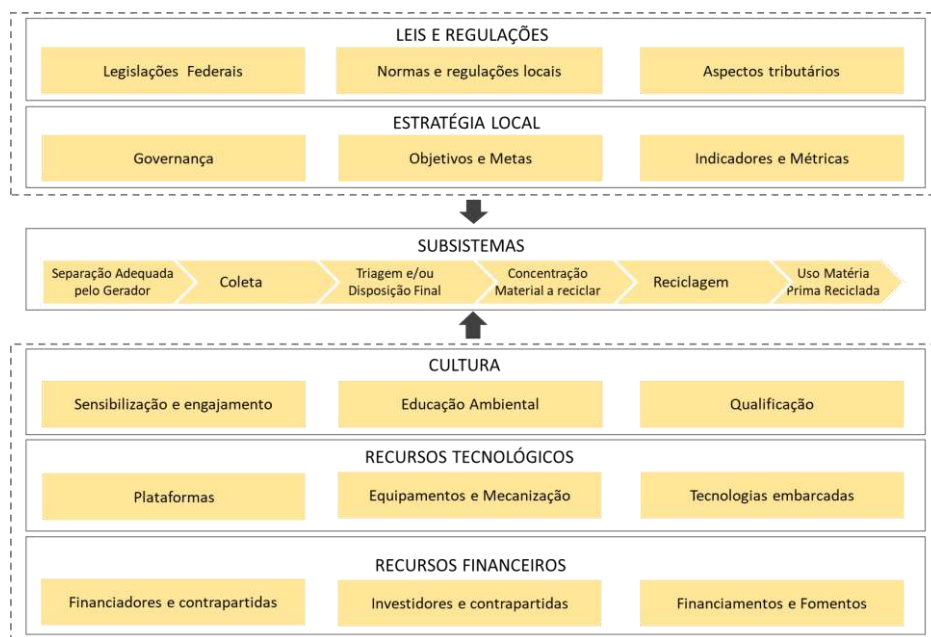 LEIS E REGULAÇÕES
Legislações Federais
Normas e regulações locais
Aspectos tributários
ESTRATÉGIA LOCAL
Governança
Objetivos e Metas
Indicadores e Métricas
SUBSISTEMAS
Separação Adequada
pelo Gerador
Coleta
Triagem e/ou
Disposição Final
Concentração
Material a reciclar
Reciclagem
Uso Matéria
Prima Reciclada
CULTURA
Sensibilização e engajamento
Educação Ambiental
Qualificação
RECURSOS TECNOLÓGICOS
Plataformas
Equipamentos e Mecanização
Tecnologias embarcadas
RECURSOS FINANCEIROS
Financiadores e contrapartidas
Investidores e contrapartidas
Financiamentos e Fomentos